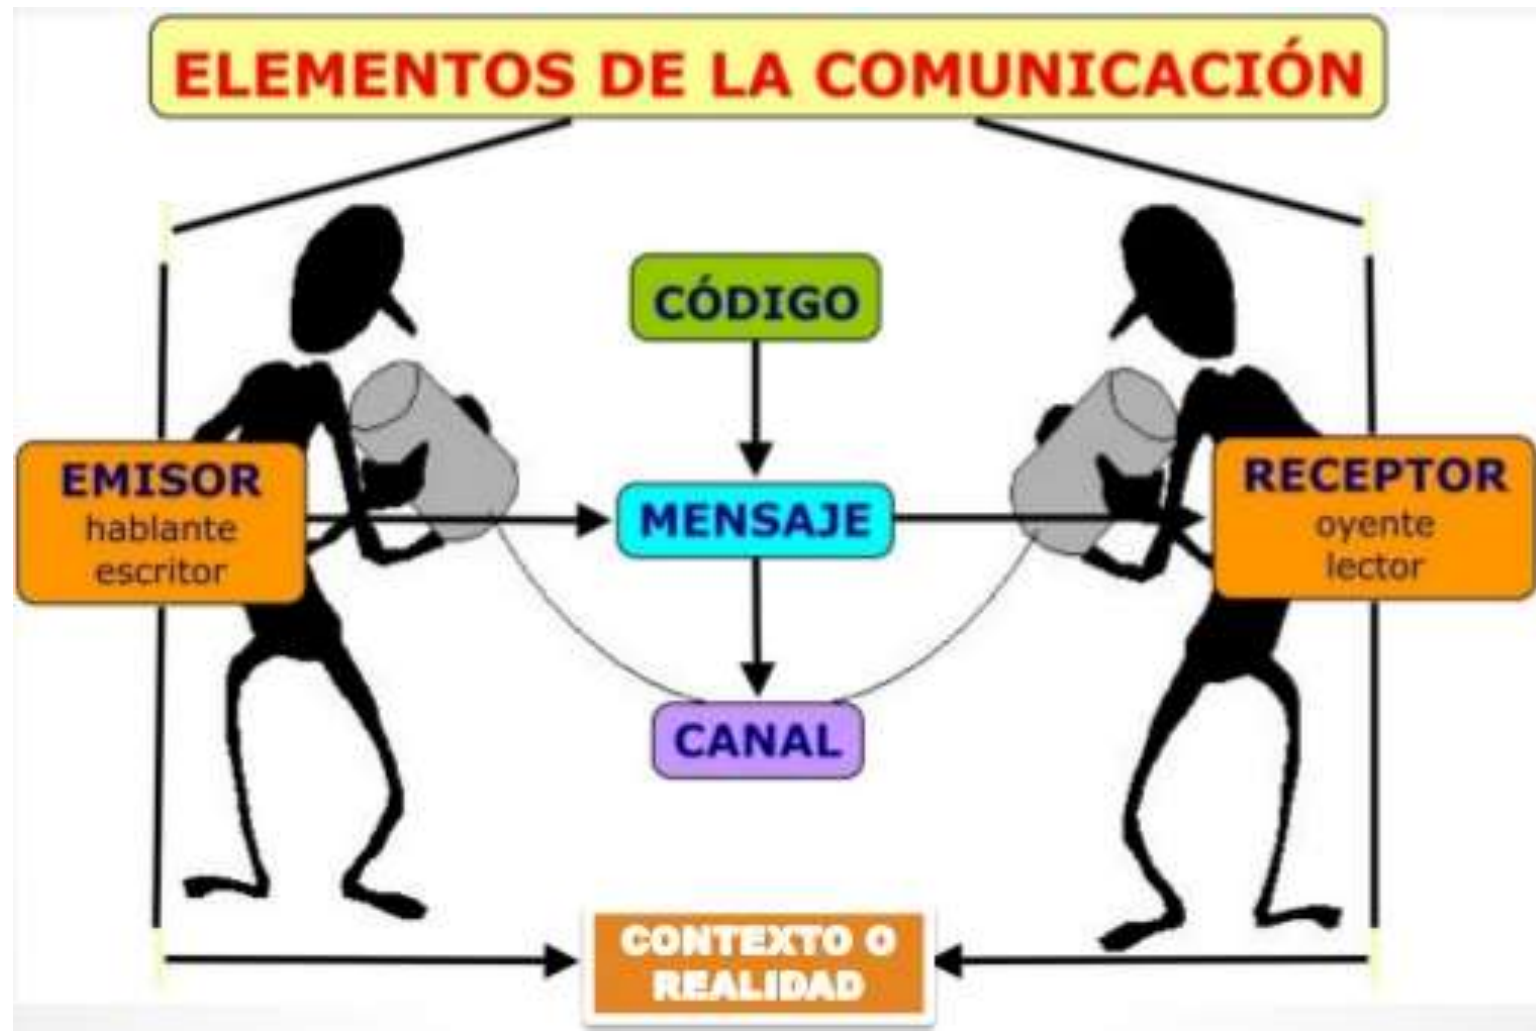 ELEMENTOS DE LA COMUNICACIÓN
CÓDIGO
EMISOR
hablante
escritor
MENSAJE
RECEPTOR
oyente
lector
CANAL
CONTEXTO O
REALIDAD